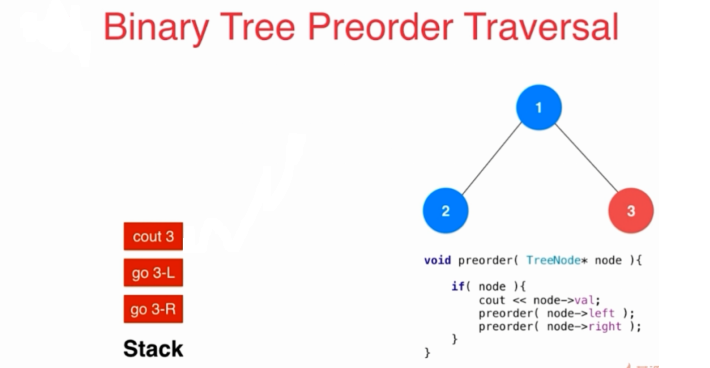 Binary Tree Preorder Traversal
1
2
3
cout 3
go 3-L
go 3-R
Stack
void preorder( TreeNode* node ){
if( node ){
cout << node->val;
preorder( node->left );
preorder( node->right );
}
}